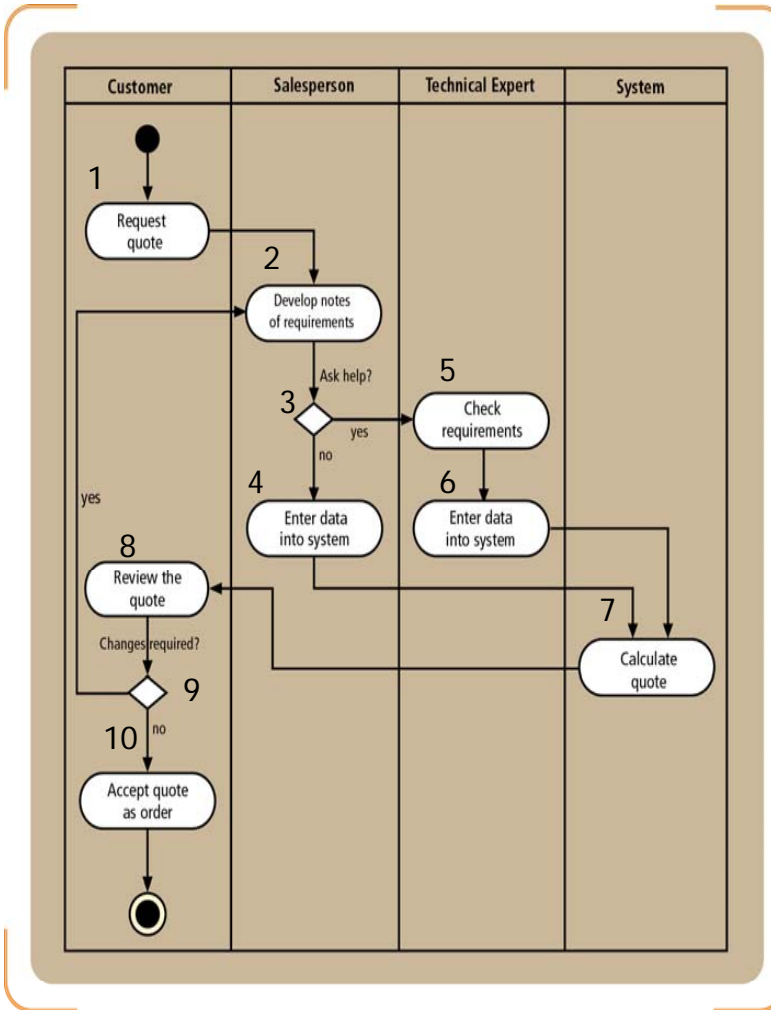 Customer
Salesperson
Technical Expert
System
1
Request
quote
2
Develop notes
of requirements
Ask help?
3
yes
no
5
Check
requirements
4
Enter data
into system
6
Enter data
into system
yes
8
Review the
quote
7
Calculate
quote
Changes required?
9
10
no
Accept quote
as order